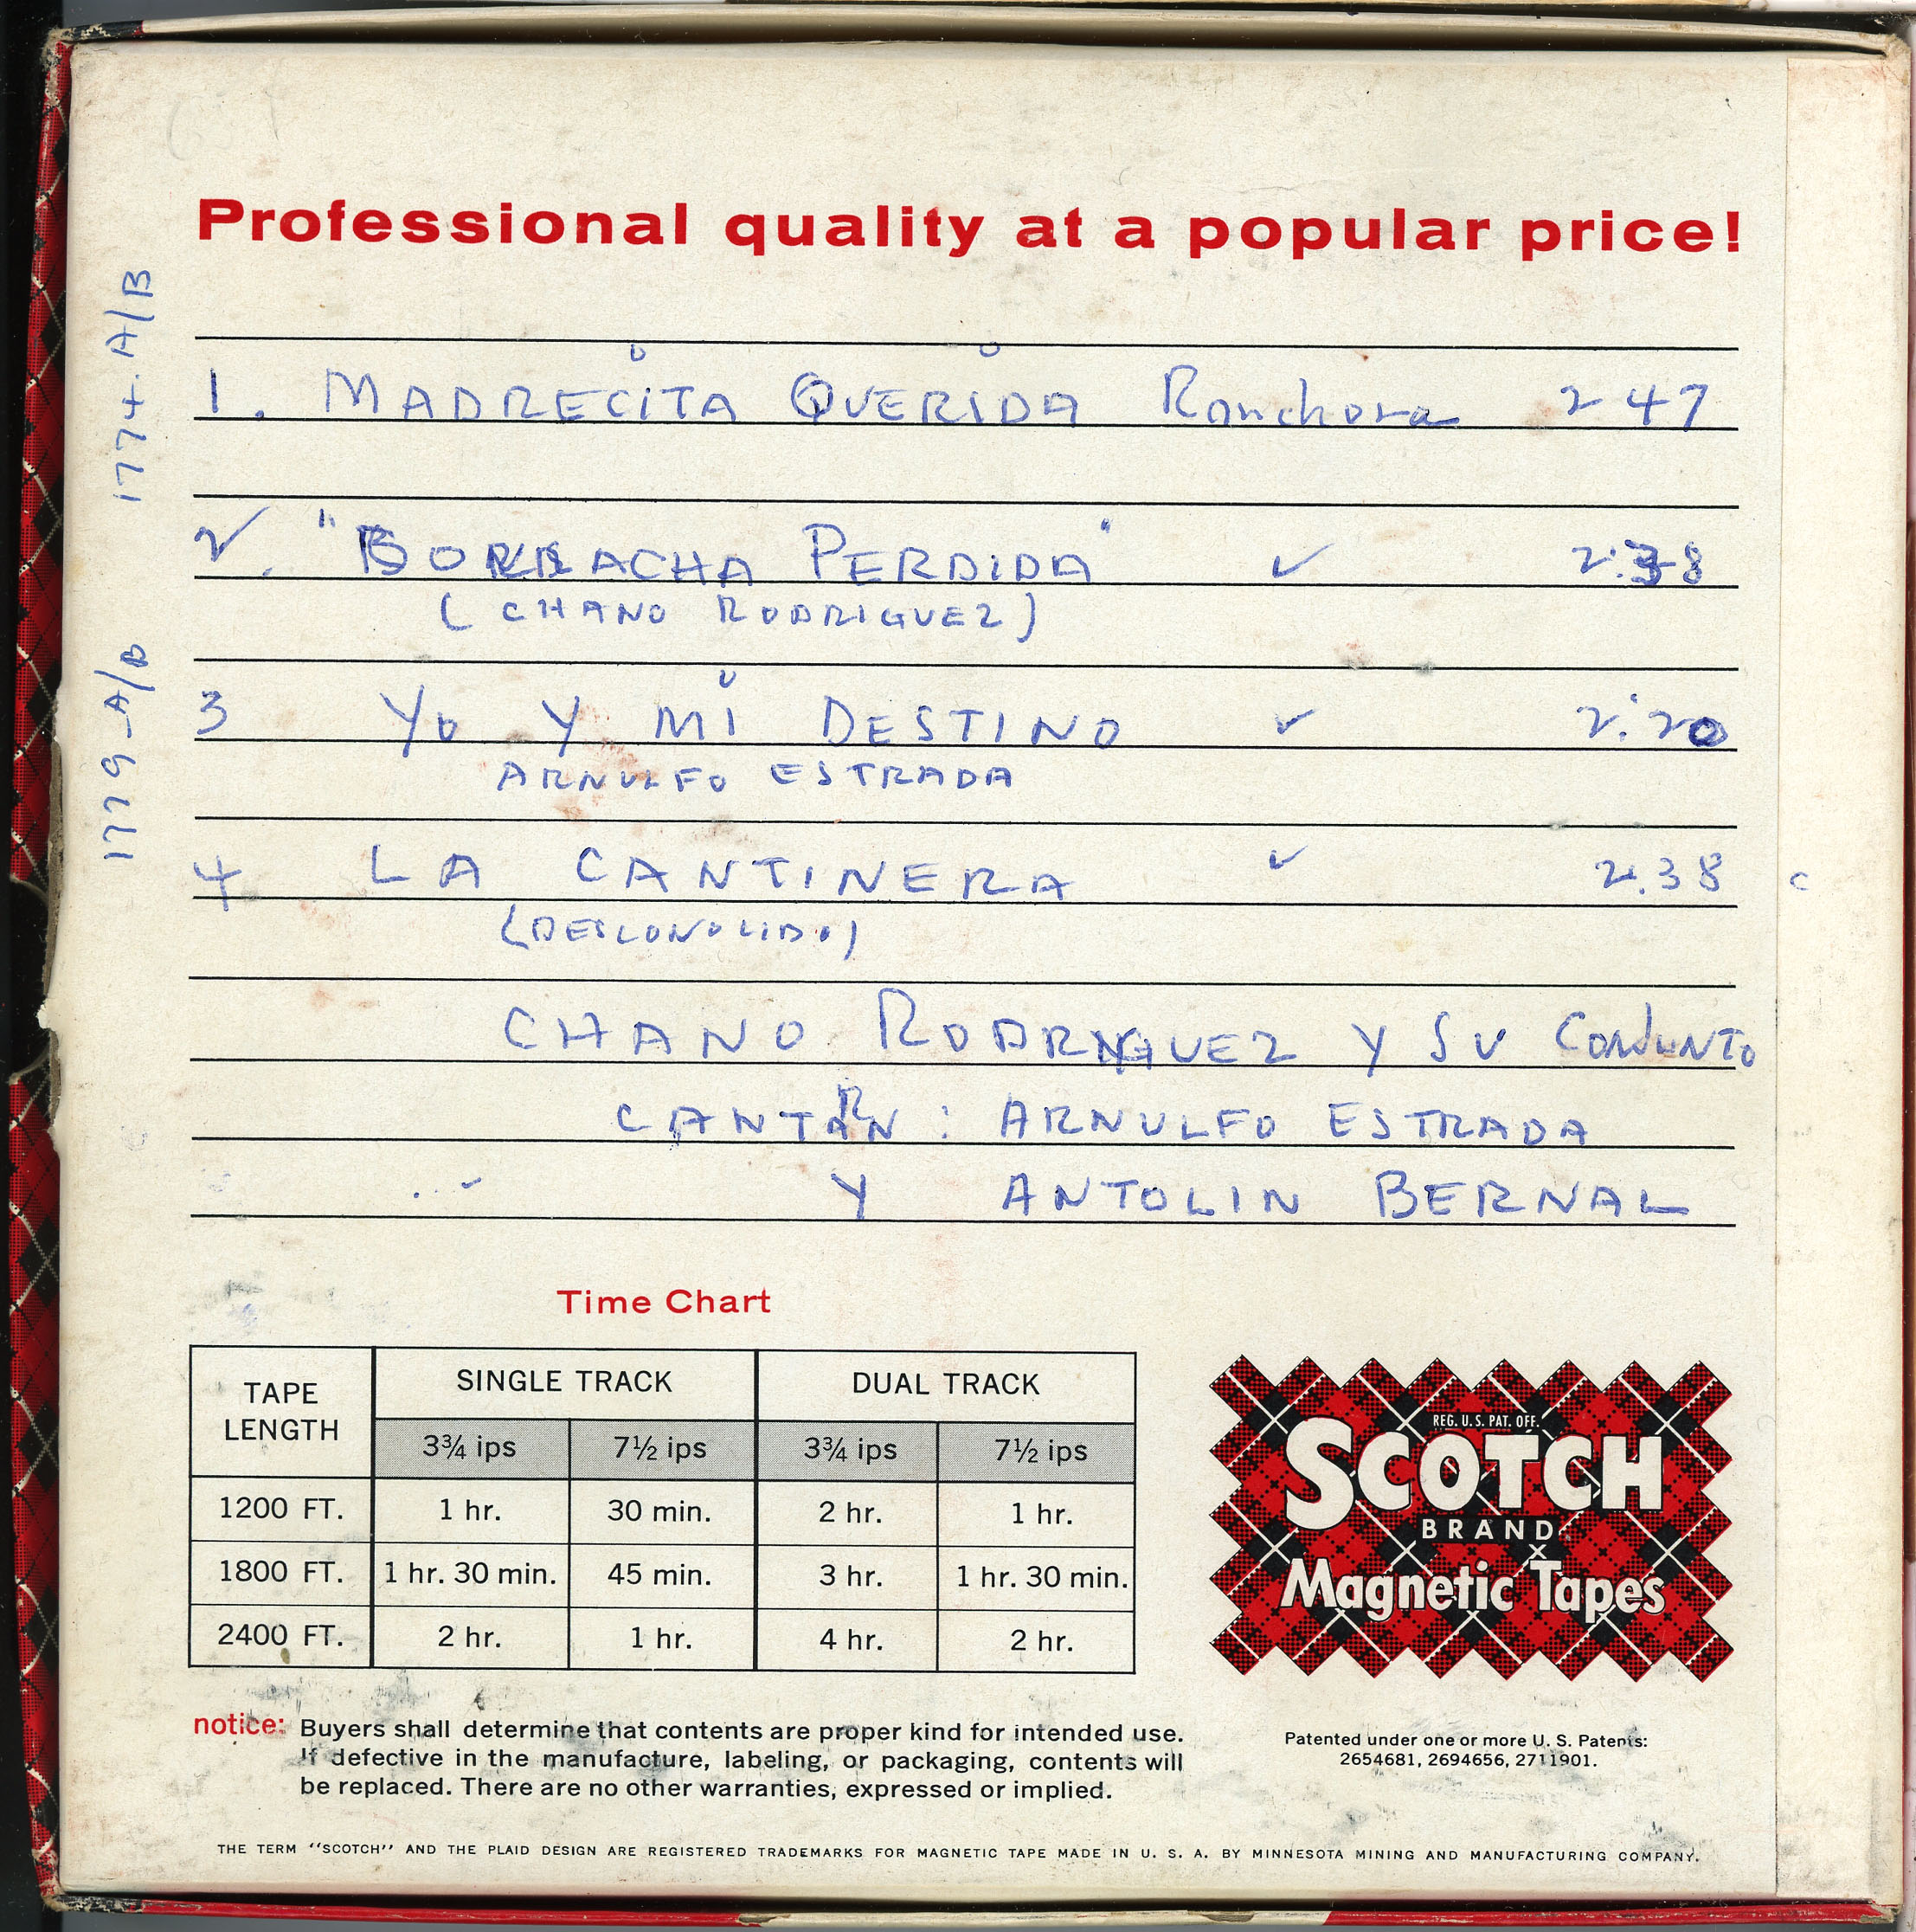 Professional quality at a popular price!
1774. A/B
1. MADRECITA QUERIDA Ranchera 2 47
2. "BORRACHA PERDIDA" ✓ 2:38
(CHANO RODRIGUEZ)
1779_A/B
3 YO Y MI DESTINO ✓ 2:20
ARNULFO ESTRADA
4 LA CANTINERA ✓ 2.38 c
(DESCONOCIDO)
CHANO RODRIGUEZ Y SU CONJUNTO
CANTAN: ARNULFO ESTRADA
Y ANTOLIN BERNAL
Time Chart
TAPE LENGTH SINGLE TRACK DUAL TRACK
3¾ ips 7½ ips 3¾ ips 7½ ips
1200 FT. 1 hr. 30 min. 2 hr. 1 hr.
1800 FT. 1 hr. 30 min. 45 min. 3 hr. 1 hr. 30 min.
2400 FT. 2 hr. 1 hr. 4 hr. 2 hr.
REG. U. S. PAT. OFF.
SCOTCH
BRAND
Magnetic Tapes
notice: Buyers shall determine that contents are proper kind for intended use.
If defective in the manufacture, labeling, or packaging, contents will
be replaced. There are no other warranties, expressed or implied.
Patented under one or more U. S. Patents:
2654681, 2694656, 2711901.
THE TERM "SCOTCH" AND THE PLAID DESIGN ARE REGISTERED TRADEMARKS FOR MAGNETIC TAPE MADE IN U. S. A. BY MINNESOTA MINING AND MANUFACTURING COMPANY.